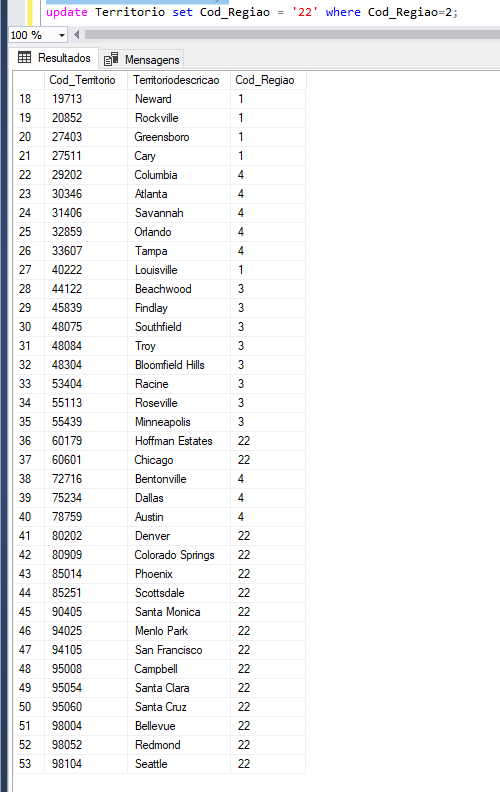 update Territorio set Cod_Regiao = '22' where Cod_Regiao=2;
100 %
Resultados Mensagens
Cod_Territorio Territoriodescricao Cod_Regiao
18 19713 Neward 1
19 20852 Rockville 1
20 27403 Greensboro 1
21 27511 Cary 1
22 29202 Columbia 4
23 30346 Atlanta 4
24 31406 Savannah 4
25 32859 Orlando 4
26 33607 Tampa 4
27 40222 Louisville 1
28 44122 Beachwood 3
29 45839 Findlay 3
30 48075 Southfield 3
31 48084 Troy 3
32 48304 Bloomfield Hills 3
33 53404 Racine 3
34 55113 Roseville 3
35 55439 Minneapolis 3
36 60179 Hoffman Estates 22
37 60601 Chicago 22
38 72716 Bentonville 4
39 75234 Dallas 4
40 78759 Austin 4
41 80202 Denver 22
42 80909 Colorado Springs 22
43 85014 Phoenix 22
44 85251 Scottsdale 22
45 90405 Santa Monica 22
46 94025 Menlo Park 22
47 94105 San Francisco 22
48 95008 Campbell 22
49 95054 Santa Clara 22
50 95060 Santa Cruz 22
51 98004 Bellevue 22
52 98052 Redmond 22
53 98104 Seattle 22